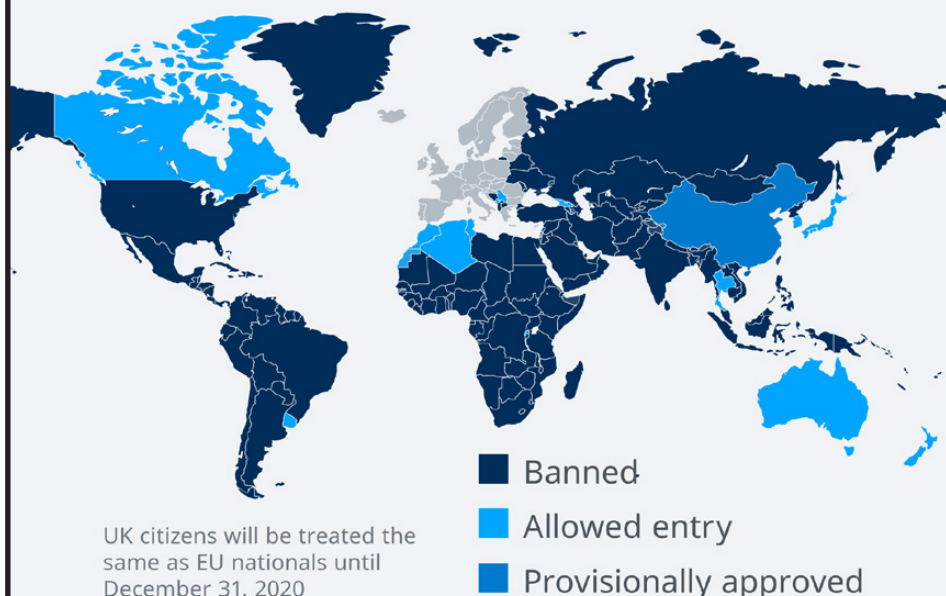 Banned
Allowed entry
Provisionally approved
UK citizens will be treated the
same as EU nationals until
December 31, 2020